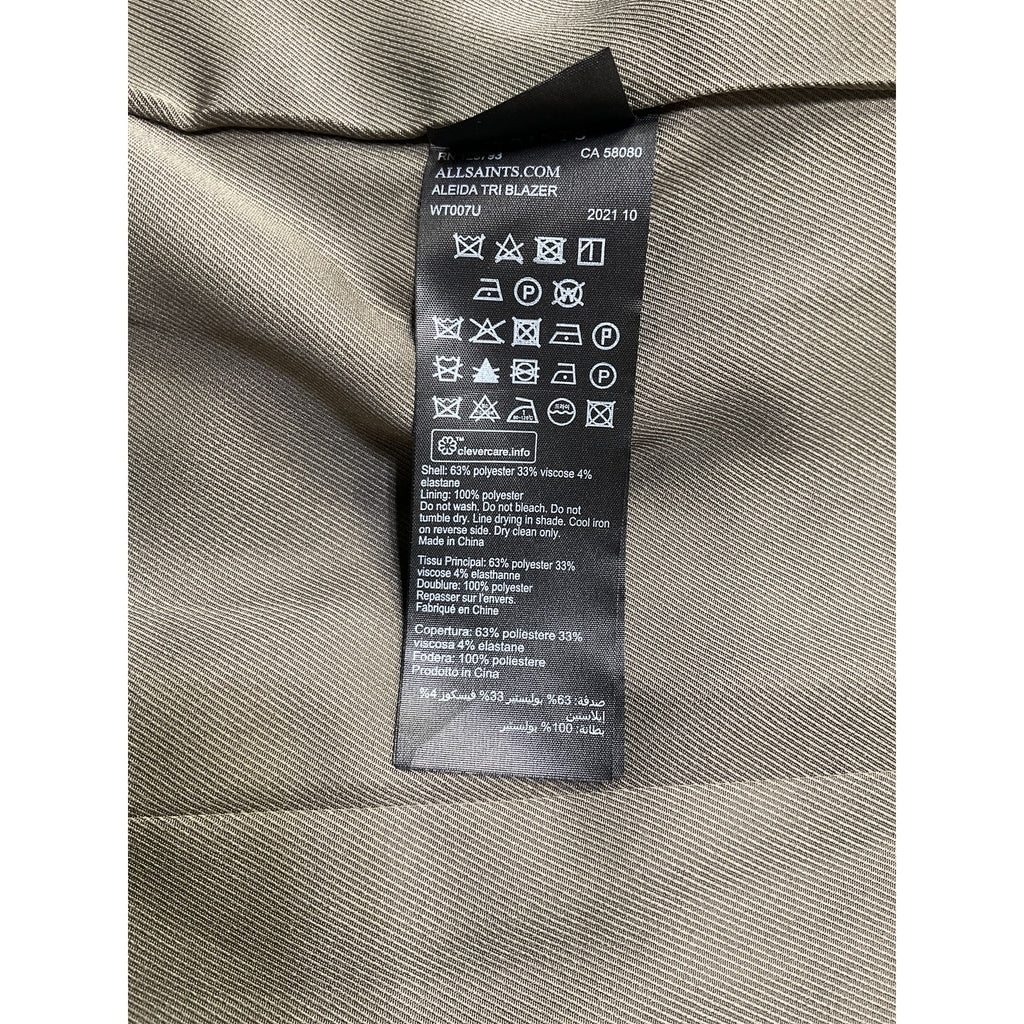 CA 58080
ALLSAINTS.COM
ALEIDA TRI BLAZER
WT007U 2021 10
P W
P
P
clevercare.info
Shell: 63% polyester 33% viscose 4%
elastane
Lining: 100% polyester
Do not wash. Do not bleach. Do not
tumble dry. Line drying in shade. Cool iron
on reverse side. Dry clean only.
Made in China
Tissu Principal: 63% polyester 33%
viscose 4% elasthanne
Doublure: 100% polyester
Repasser sur l'envers.
Fabriqué en Chine
Copertura: 63% poliestere 33%
viscosa 4% elastane
Fodera: 100% poliestere
Prodotto in Cina
صدفة: 63% بوليستير 33% فيسكوز 4%
إيلاستين
بطانه: 100% بوليستير